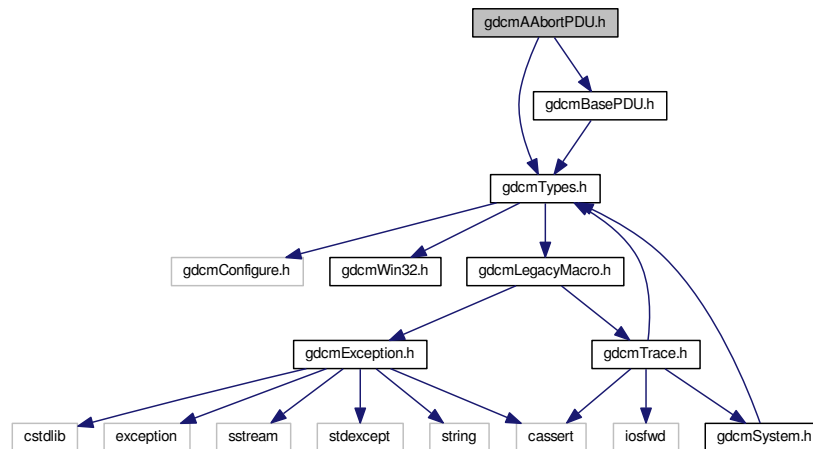 gdcmAAbortPDU.h
gdcmBasePDU.h
gdcmTypes.h
gdcmConfigure.h
gdcmWin32.h
gdcmLegacyMacro.h
gdcmException.h
gdcmTrace.h
cstdlib
exception
sstream
stdexcept
string
cassert
iosfwd
gdcmSystem.h